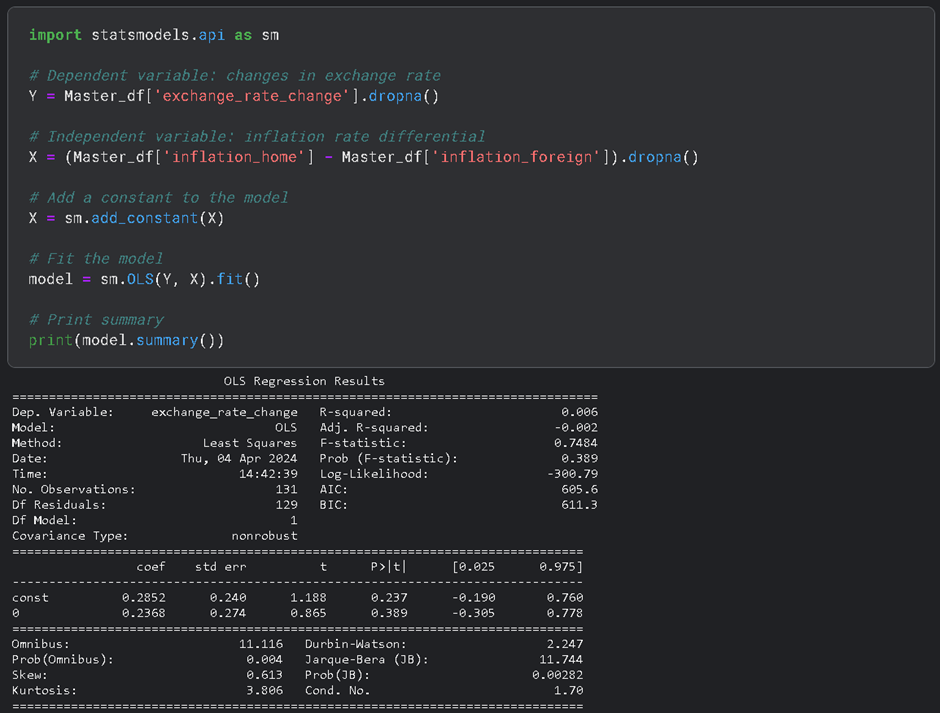 import statsmodels.api as sm
# Dependent variable: changes in exchange rate
Y = Master_df['exchange_rate_change'].dropna()
# Independent variable: inflation rate differential
X = (Master_df['inflation_home'] - Master_df['inflation_foreign']).dropna()
# Add a constant to the model
X = sm.add_constant(X)
# Fit the model
model = sm.OLS(Y, X).fit()
# Print summary
print(model.summary())
OLS Regression Results
==============================================================================
Dep. Variable: exchange_rate_change R-squared: 0.006
Model: OLS Adj. R-squared: -0.002
Method: Least Squares F-statistic: 0.7484
Date: Thu, 04 Apr 2024 Prob (F-statistic): 0.389
Time: 14:42:39 Log-Likelihood: -300.79
No. Observations: 131 AIC: 605.6
Df Residuals: 129 BIC: 611.3
Df Model: 1
Covariance Type: nonrobust
==============================================================================
coef std err t P>|t| [0.025 0.975]
------------------------------------------------------------------------------
const 0.2852 0.240 1.188 0.237 -0.190 0.760
0 0.2368 0.274 0.865 0.389 -0.305 0.778
==============================================================================
Omnibus: 11.116 Durbin-Watson: 2.247
Prob(Omnibus): 0.004 Jarque-Bera (JB): 11.744
Skew: 0.613 Prob(JB): 0.00282
Kurtosis: 3.806 Cond. No. 1.70
==============================================================================